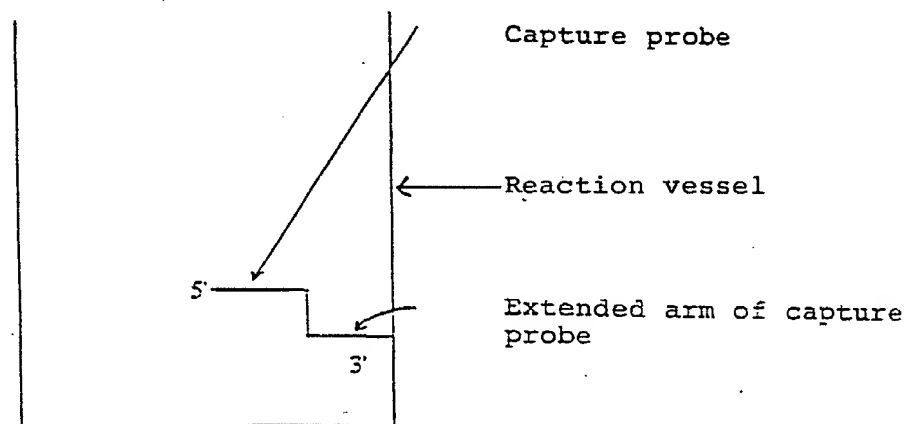 Capture probe
Reaction vessel
5'
Extended arm of capture
probe
3'